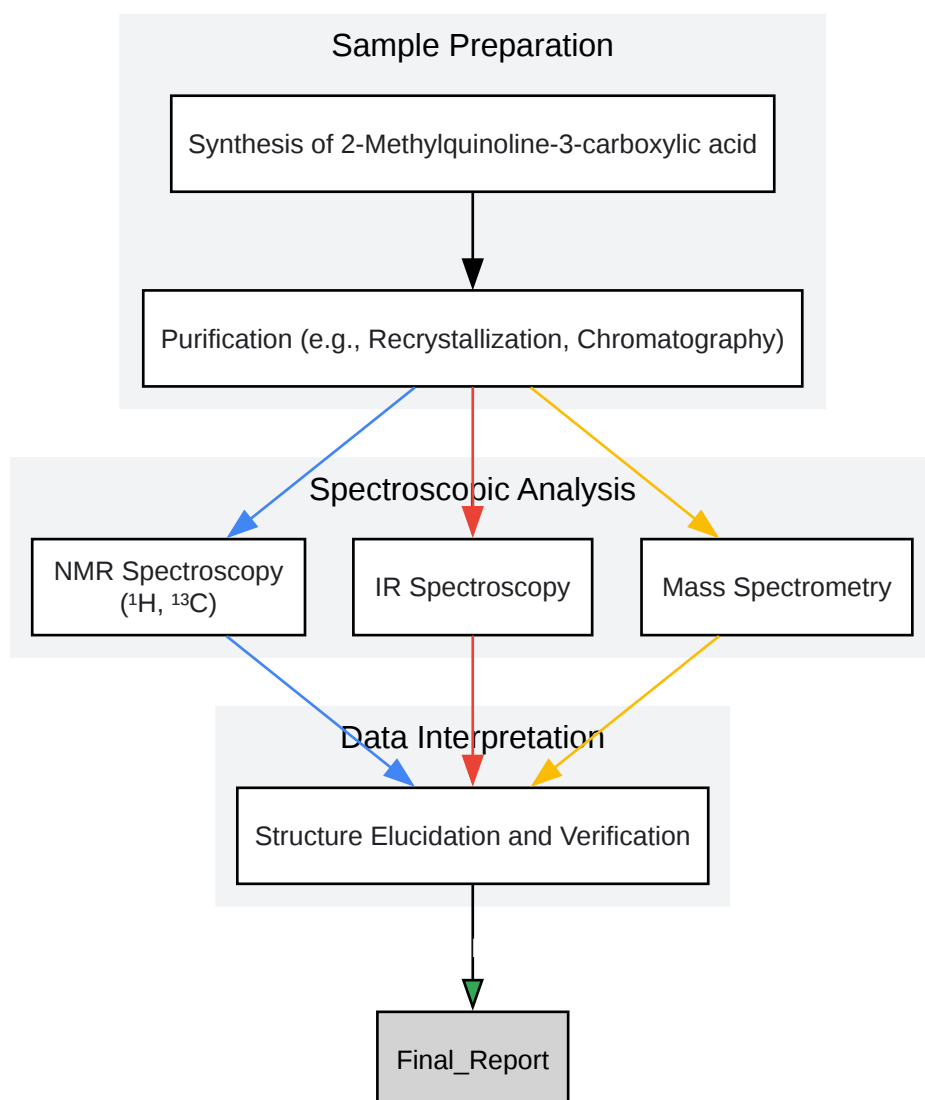 Sample Preparation
Synthesis of 2-Methylquinoline-3-carboxylic acid
Purification (e.g., Recrystallization, Chromatography)
Spectroscopic Analysis
NMR Spectroscopy
(¹H, ¹³C)
IR Spectroscopy
Mass Spectrometry
Data Interpretation
Structure Elucidation and Verification
Final_Report